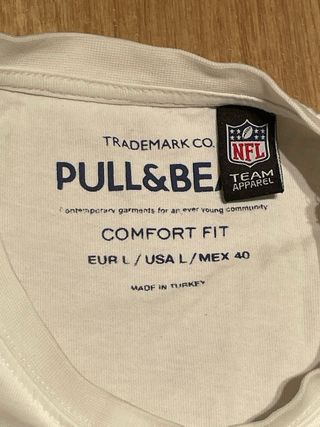 TRADEMARK CO.
PULL&BEA
NFL
TEAM
APPAREL
Contemporary garments for an ever young community
COMFORT FIT
EUR L / USA L / MEX 40
MADE IN TURKEY